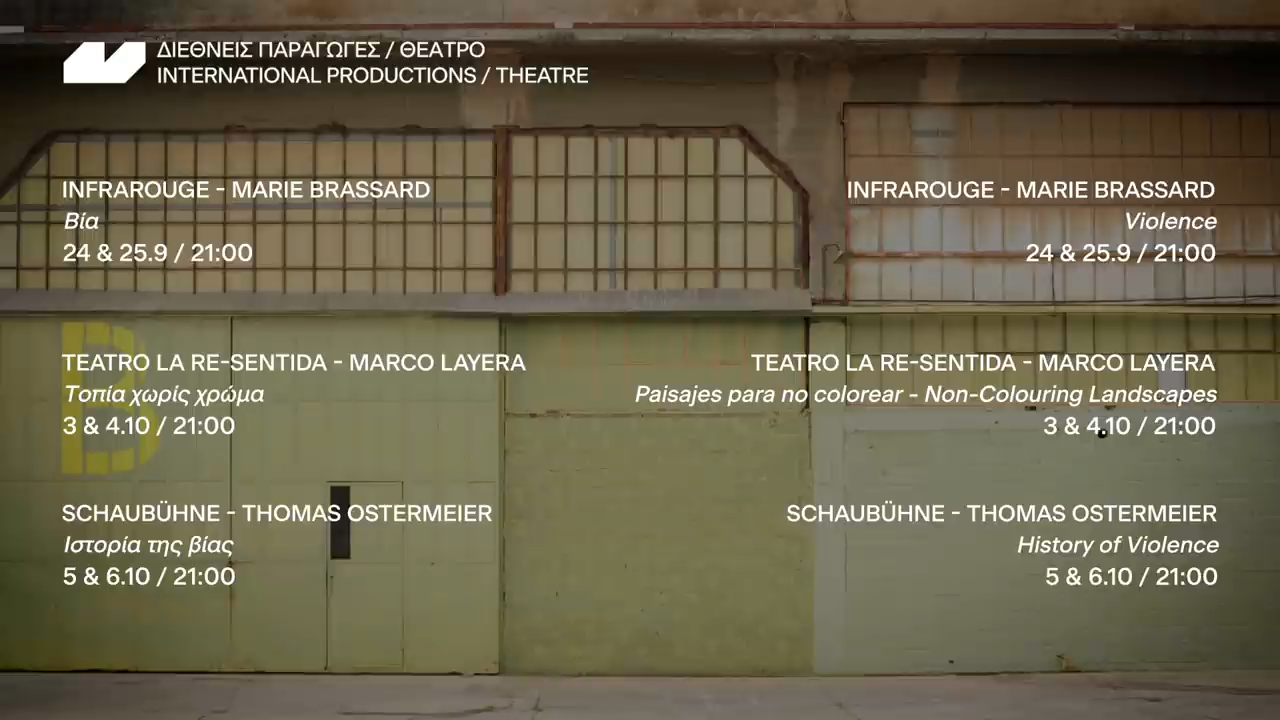 ΔΙΕΘΝΕΙΣ ΠΑΡΑΓΩΓΕΣ / ΘΕΑΤΡΟ
INTERNATIONAL PRODUCTIONS / THEATRE
INFRAROUGE - MARIE BRASSARD
Βία
24 & 25.9 / 21:00
INFRAROUGE - MARIE BRASSARD
Violence
24 & 25.9 / 21:00
TEATRO LA RE-SENTIDA - MARCO LAYERA
Τοπία χωρίς χρώμα
3 & 4.10 / 21:00
TEATRO LA RE-SENTIDA - MARCO LAYERA
Paisajes para no colorear - Non-Colouring Landscapes
3 & 4.10 / 21:00
B
SCHAUBÜHNE - THOMAS OSTERMEIER
Ιστορία της βίας
5 & 6.10 / 21:00
SCHAUBÜHNE - THOMAS OSTERMEIER
History of Violence
5 & 6.10 / 21:00